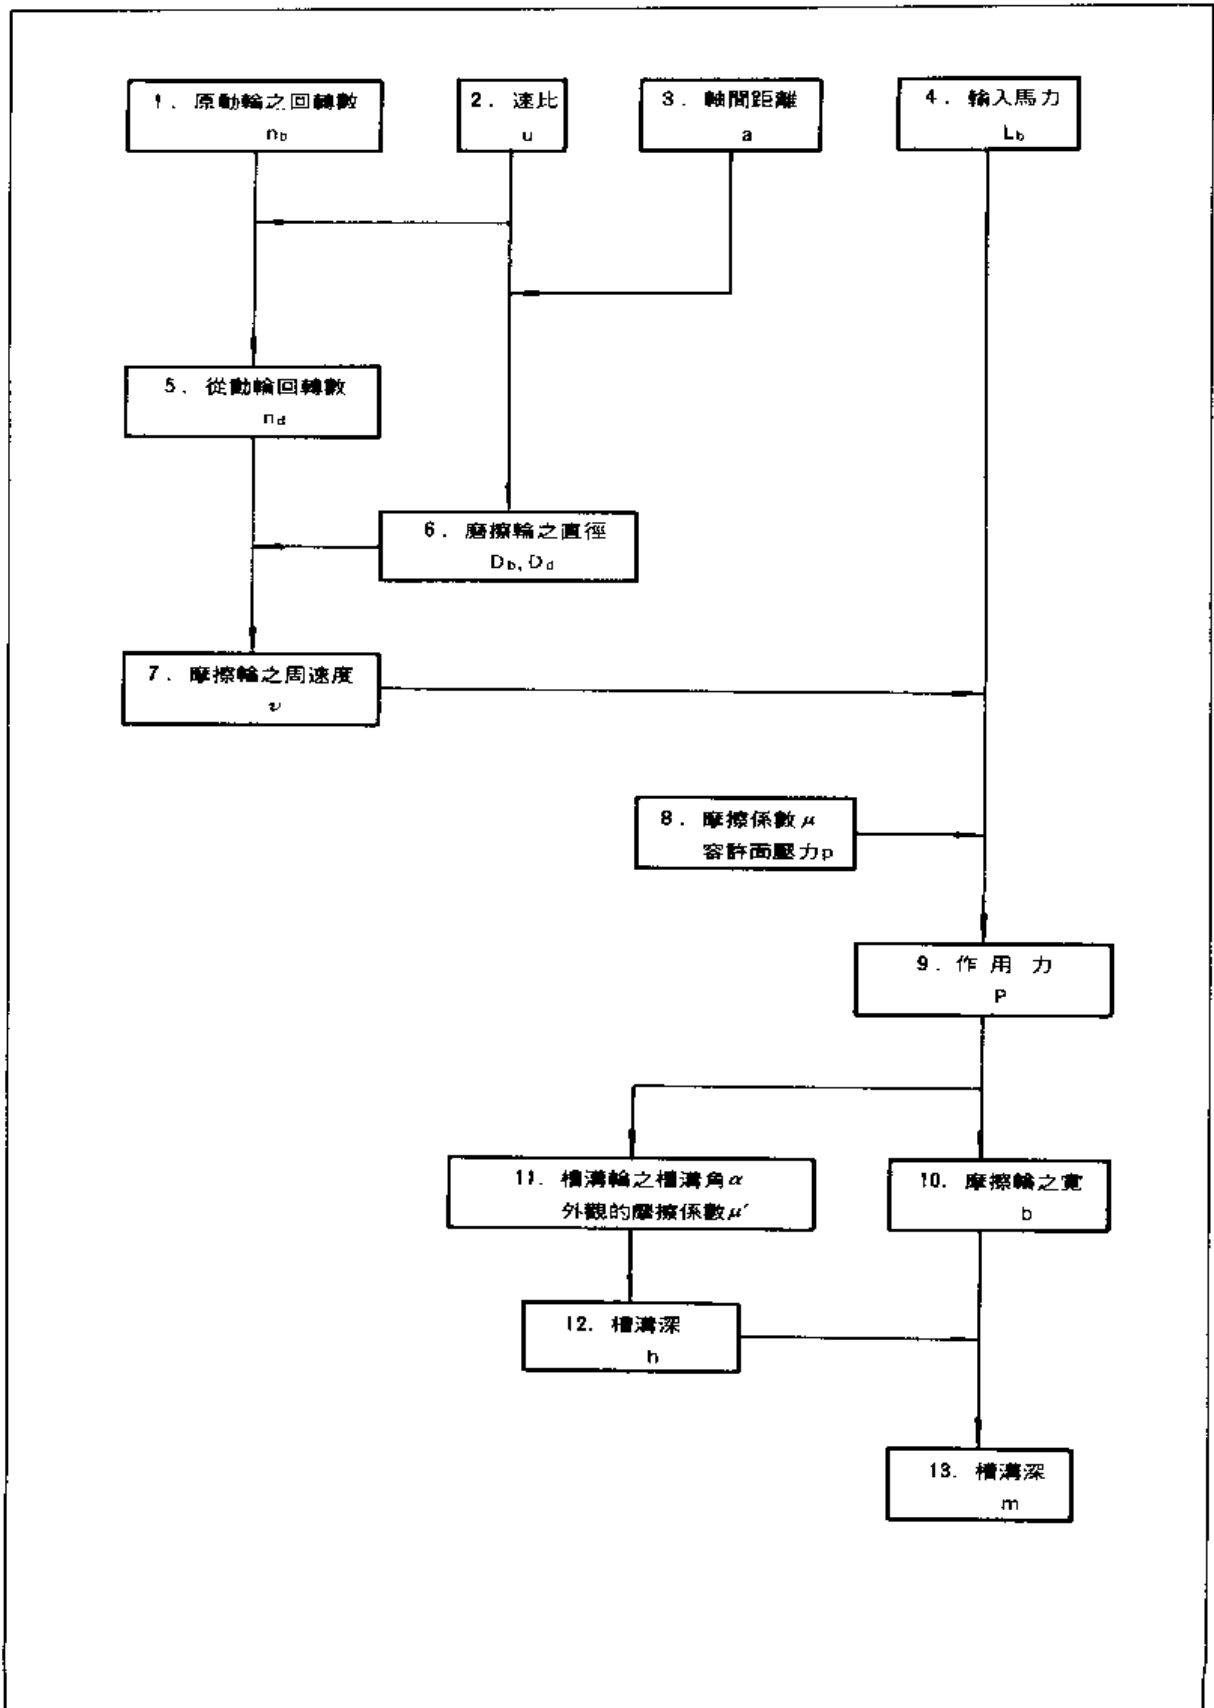 1. 原動輪之回轉數
nb
2. 速比
u
3. 軸間距離
a
4. 輸入馬力
Lb
5. 從動輪回轉數
nd
6. 磨擦輪之直徑
Db, Dd
7. 摩擦輪之周速度
v
8. 摩擦係數μ
容許面壓力p
9. 作用力
P
11. 槽溝輪之槽溝角α
外觀的摩擦係數μ′
10. 摩擦輪之寬
b
12. 槽溝深
h
13. 槽溝深
m